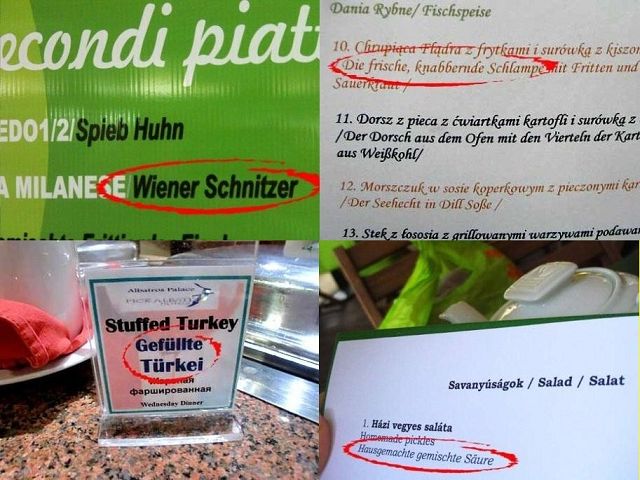 econdi piatt
EDO1/2/Spieb Huhn
A MILANESE/Wiener Schnitzer
Dania Rybne/ Fischspeise
10. Chrupiąca Flądra z frytkami i surówką z kiszon
/Die frische, knabbernde Schlampe mit Fritten und
Sauerkraut /
11. Dorsz z pieca z ćwiartkami kartofli i surówką z
/Der Dorsch aus dem Ofen mit den Vierteln der Kart
aus Weißkohl/
12. Morszczuk w sosie koperkowym z pieczonymi kar
/Der Seehecht in Dill Soße /
13. Stek z łososia z grillowanymi warzywami podawan
Albatros Palace
Stuffed Turkey
Gefüllte
Türkei
фаршированная
Wednesday Dinner
Savanyúságok / Salad / Salat
1. Házi vegyes saláta
Homemade pickles
Hausgemachte gemischte Säure